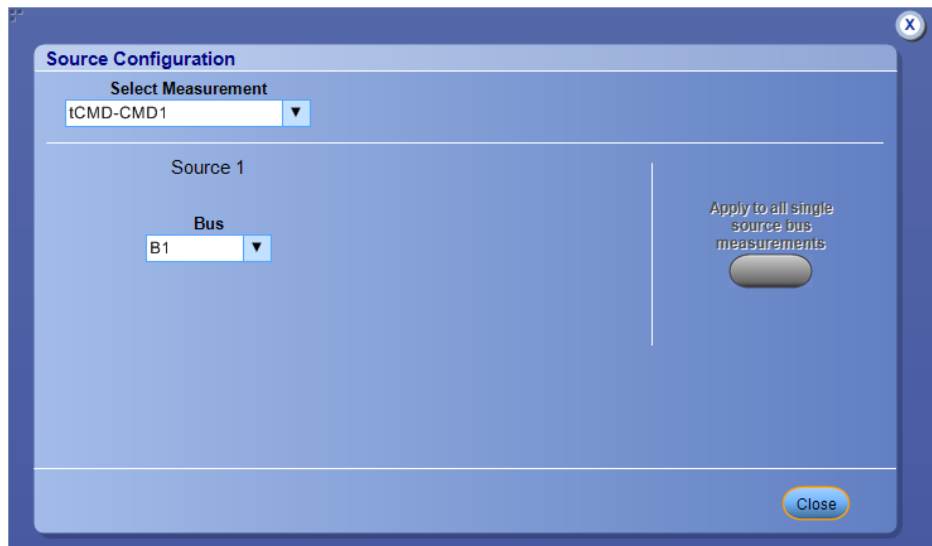 X
Source Configuration
Select Measurement
tCMD-CMD1
Source 1
Bus
B1
Apply to all single
source bus
measurements
Close